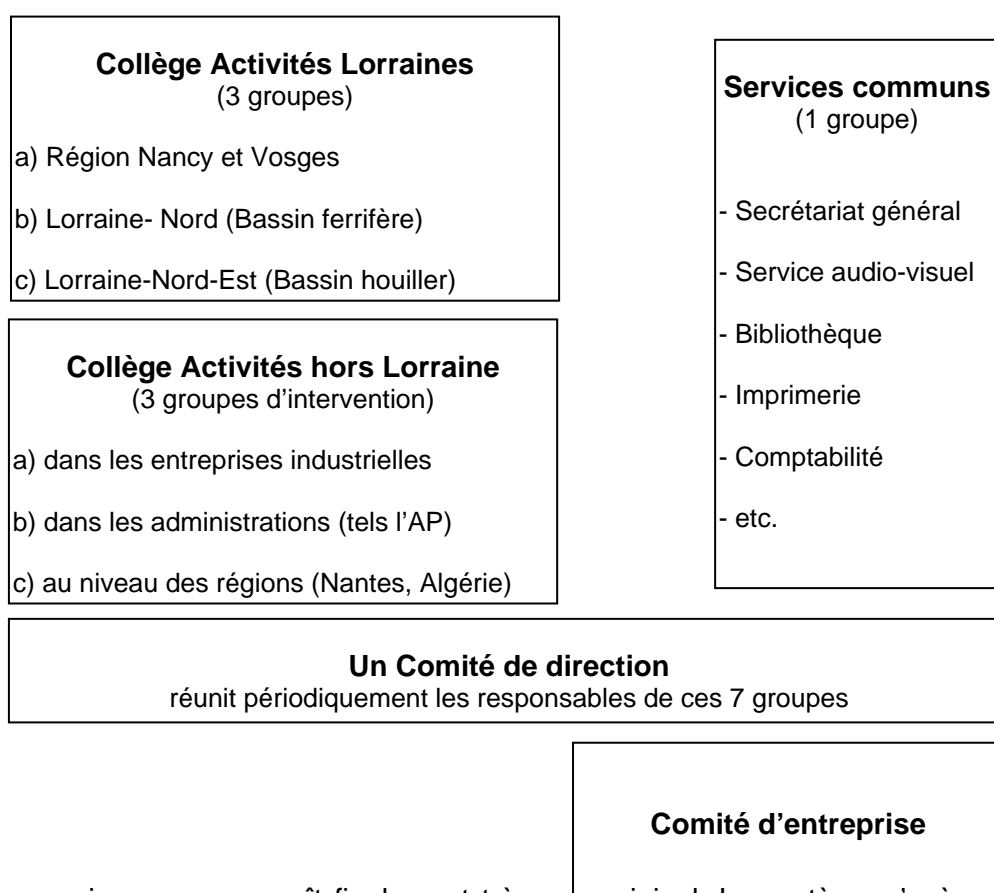 Collège Activités Lorraines
(3 groupes)
a) Région Nancy et Vosges
b) Lorraine- Nord (Bassin ferrifère)
c) Lorraine-Nord-Est (Bassin houiller)
Collège Activités hors Lorraine
(3 groupes d’intervention)
a) dans les entreprises industrielles
b) dans les administrations (tels l’AP)
c) au niveau des régions (Nantes, Algérie)
Services communs
(1 groupe)
- Secrétariat général
- Service audio-visuel
- Bibliothèque
- Imprimerie
- Comptabilité
- etc.
Un Comité de direction
réunit périodiquement les responsables de ces 7 groupes
Comité d’entreprise